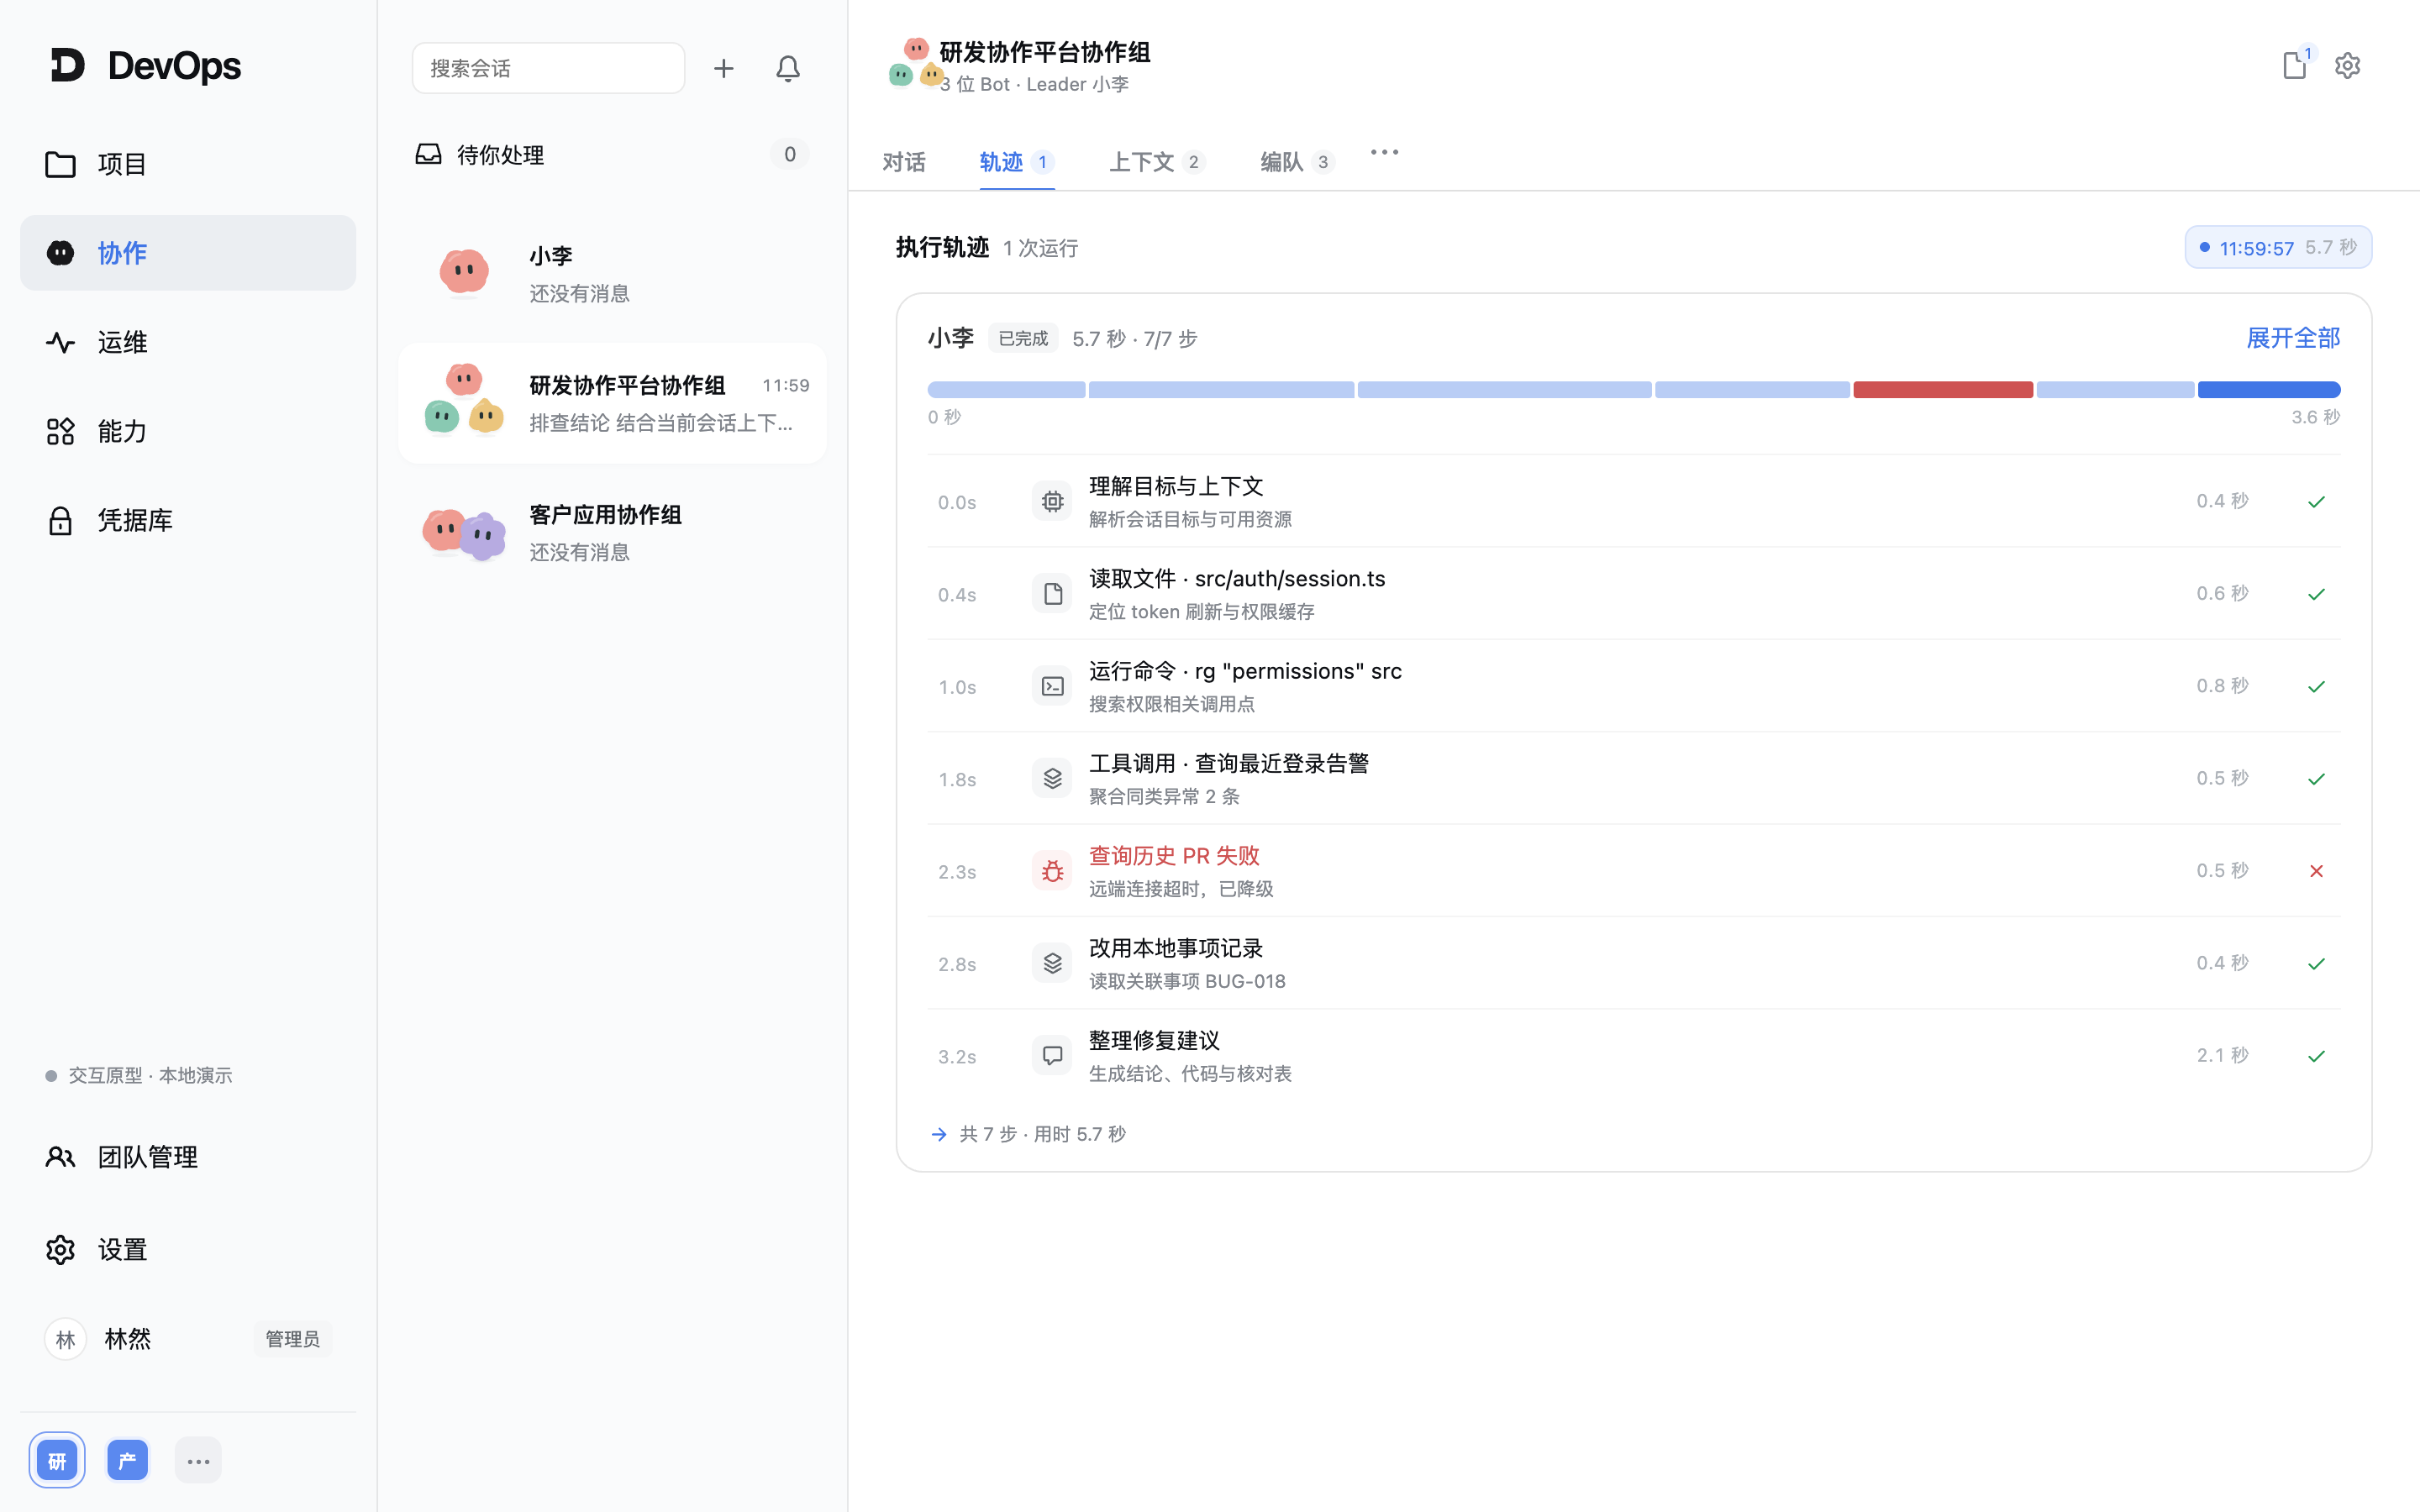 DevOps
项目
协作
运维
能力
凭据库
交互原型 · 本地演示
团队管理
设置
林 林然 管理员
研 产
搜索会话
待你处理 0
小李
还没有消息
研发协作平台协作组 11:59
排查结论 结合当前会话上下...
客户应用协作组
还没有消息
研发协作平台协作组
3 位 Bot · Leader 小李
1
对话 轨迹 1 上下文 2 编队 3
执行轨迹 1 次运行 11:59:57 5.7 秒
小李 已完成 5.7 秒 · 7/7 步 展开全部
0 秒 3.6 秒
0.0s 理解目标与上下文 0.4 秒
解析会话目标与可用资源
0.4s 读取文件 · src/auth/session.ts 0.6 秒
定位 token 刷新与权限缓存
1.0s 运行命令 · rg "permissions" src 0.8 秒
搜索权限相关调用点
1.8s 工具调用 · 查询最近登录告警 0.5 秒
聚合同类异常 2 条
2.3s 查询历史 PR 失败 0.5 秒
远端连接超时，已降级
2.8s 改用本地事项记录 0.4 秒
读取关联事项 BUG-018
3.2s 整理修复建议 2.1 秒
生成结论、代码与核对表
共 7 步 · 用时 5.7 秒